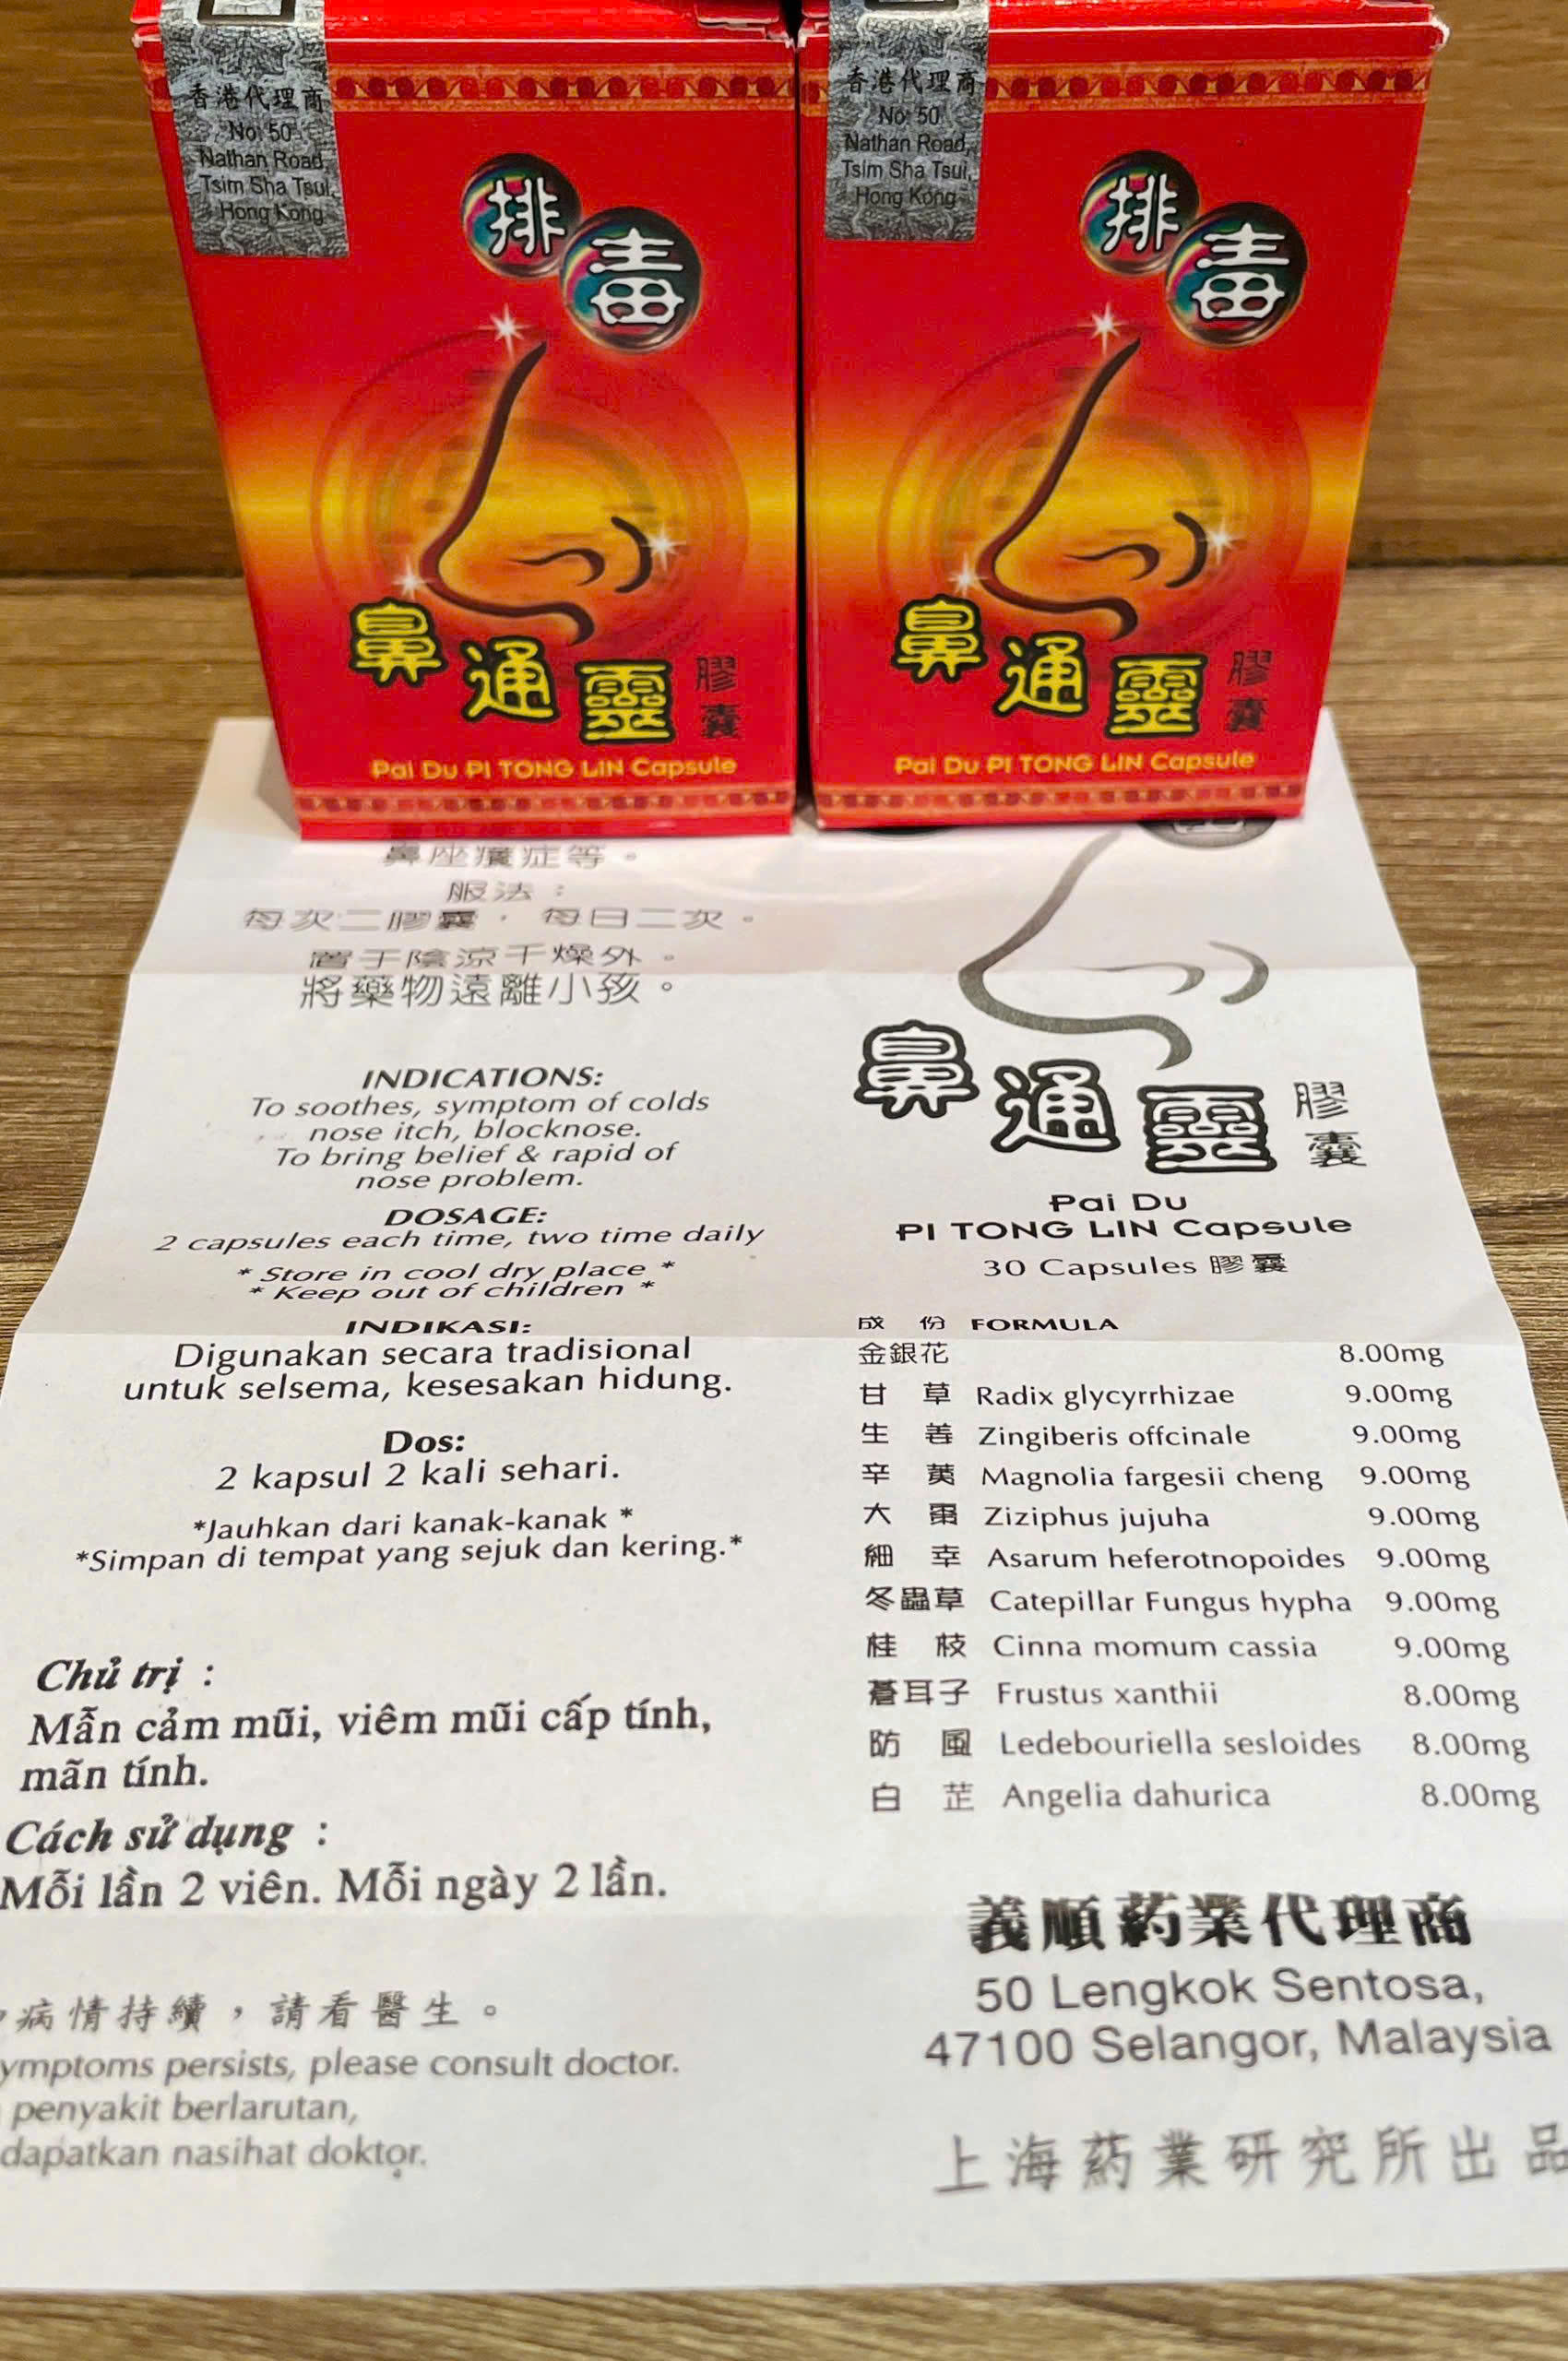 香港代理商
No: 50
Nathan Road,
Tsim Sha Tsui,
Hong Kong
排毒
鼻通靈
膠囊
Pai Du PI TONG LIN Capsule
香港代理商
No: 50
Nathan Road,
Tsim Sha Tsui,
Hong Kong
排毒
鼻通靈
膠囊
Pai Du PI TONG LIN Capsule
鼻座癢症等。
服法：
每次二膠囊，每日二次。
置于陰涼干燥外。
將藥物遠離小孩。
INDICATIONS:
To soothes, symptom of colds
nose itch, blocknose.
To bring belief & rapid of
nose problem.
DOSAGE:
2 capsules each time, two time daily
* Store in cool dry place *
* Keep out of children *
INDIKASI:
Digunakan secara tradisional
untuk selsema, kesesakan hidung.
Dos:
2 kapsul 2 kali sehari.
*Jauhkan dari kanak-kanak *
*Simpan di tempat yang sejuk dan kering.*
Chủ trị :
Mẫn cảm mũi, viêm mũi cấp tính,
mãn tính.
Cách sử dụng :
Mỗi lần 2 viên. Mỗi ngày 2 lần.
病情持續，請看醫生。
ymptoms persists, please consult doctor.
penyakit berlarutan,
dapatkan nasihat doktor.
鼻通靈
膠囊
Pai Du
PI TONG LIN Capsule
30 Capsules 膠囊
成 份 FORMULA
金銀花 8.00mg
甘 草 Radix glycyrrhizae 9.00mg
生 善 Zingiberis offcinale 9.00mg
辛 黄 Magnolia fargesii cheng 9.00mg
大 棗 Ziziphus jujuha 9.00mg
細 幸 Asarum heferotnopoides 9.00mg
冬蟲草 Catepillar Fungus hypha 9.00mg
桂 枝 Cinna momum cassia 9.00mg
蒼耳子 Frustus xanthii 8.00mg
防 風 Ledebouriella sesloides 8.00mg
白 芷 Angelia dahurica 8.00mg
義順葯業代理商
50 Lengkok Sentosa,
47100 Selangor, Malaysia
上海葯業研究所出品